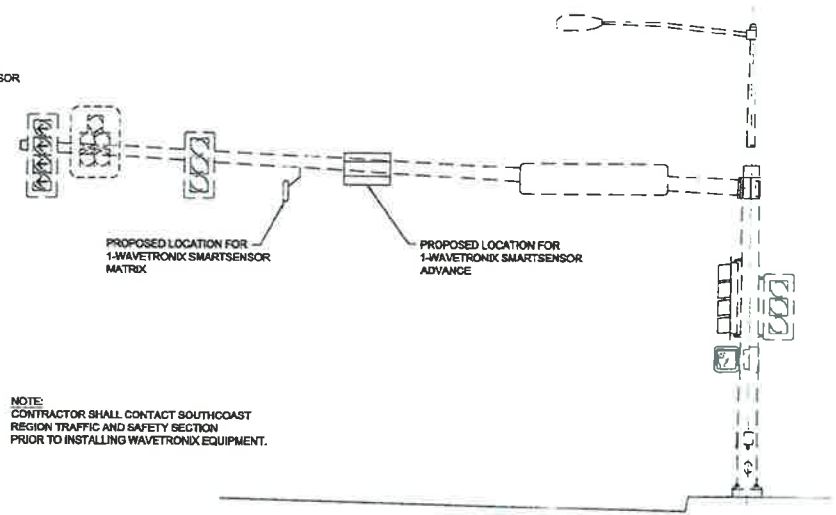 SOR
PROPOSED LOCATION FOR
1-WAVETRONIX SMARTSENSOR
MATRIX
PROPOSED LOCATION FOR
1-WAVETRONIX SMARTSENSOR
ADVANCE
NOTE:
CONTRACTOR SHALL CONTACT SOUTHCOAST
REGION TRAFFIC AND SAFETY SECTION
PRIOR TO INSTALLING WAVETRONIX EQUIPMENT.